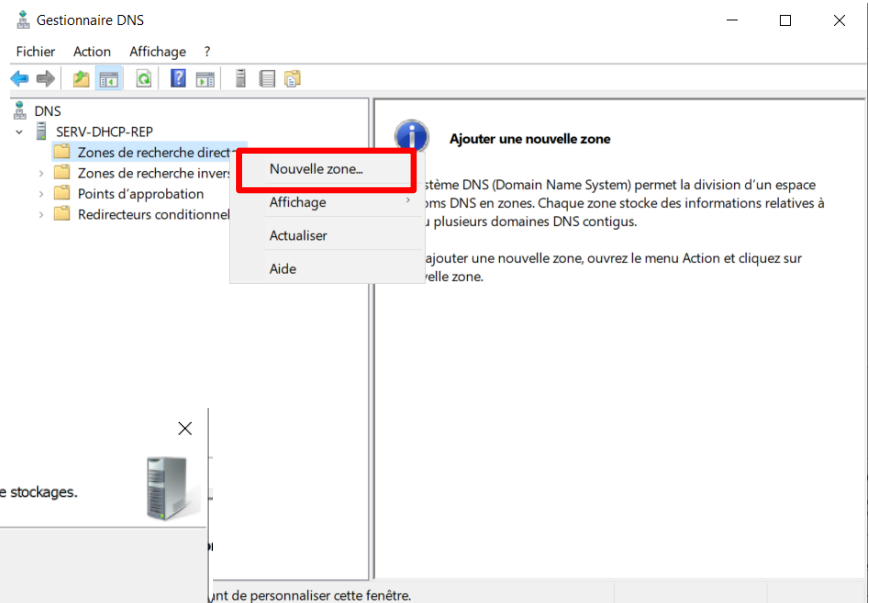 Gestionnaire DNS
Fichier Action Affichage ?
DNS
SERV-DHCP-REP
Zones de recherche direct
Zones de recherche invers
Points d'approbation
Redirecteurs conditionnel
Nouvelle zone...
Affichage
Actualiser
Aide
Ajouter une nouvelle zone
stème DNS (Domain Name System) permet la division d'un espace
oms DNS en zones. Chaque zone stocke des informations relatives à
plusieurs domaines DNS contigus.
ajouter une nouvelle zone, ouvrez le menu Action et cliquez sur
velle zone.
e stockages.
nt de personnaliser cette fenêtre.